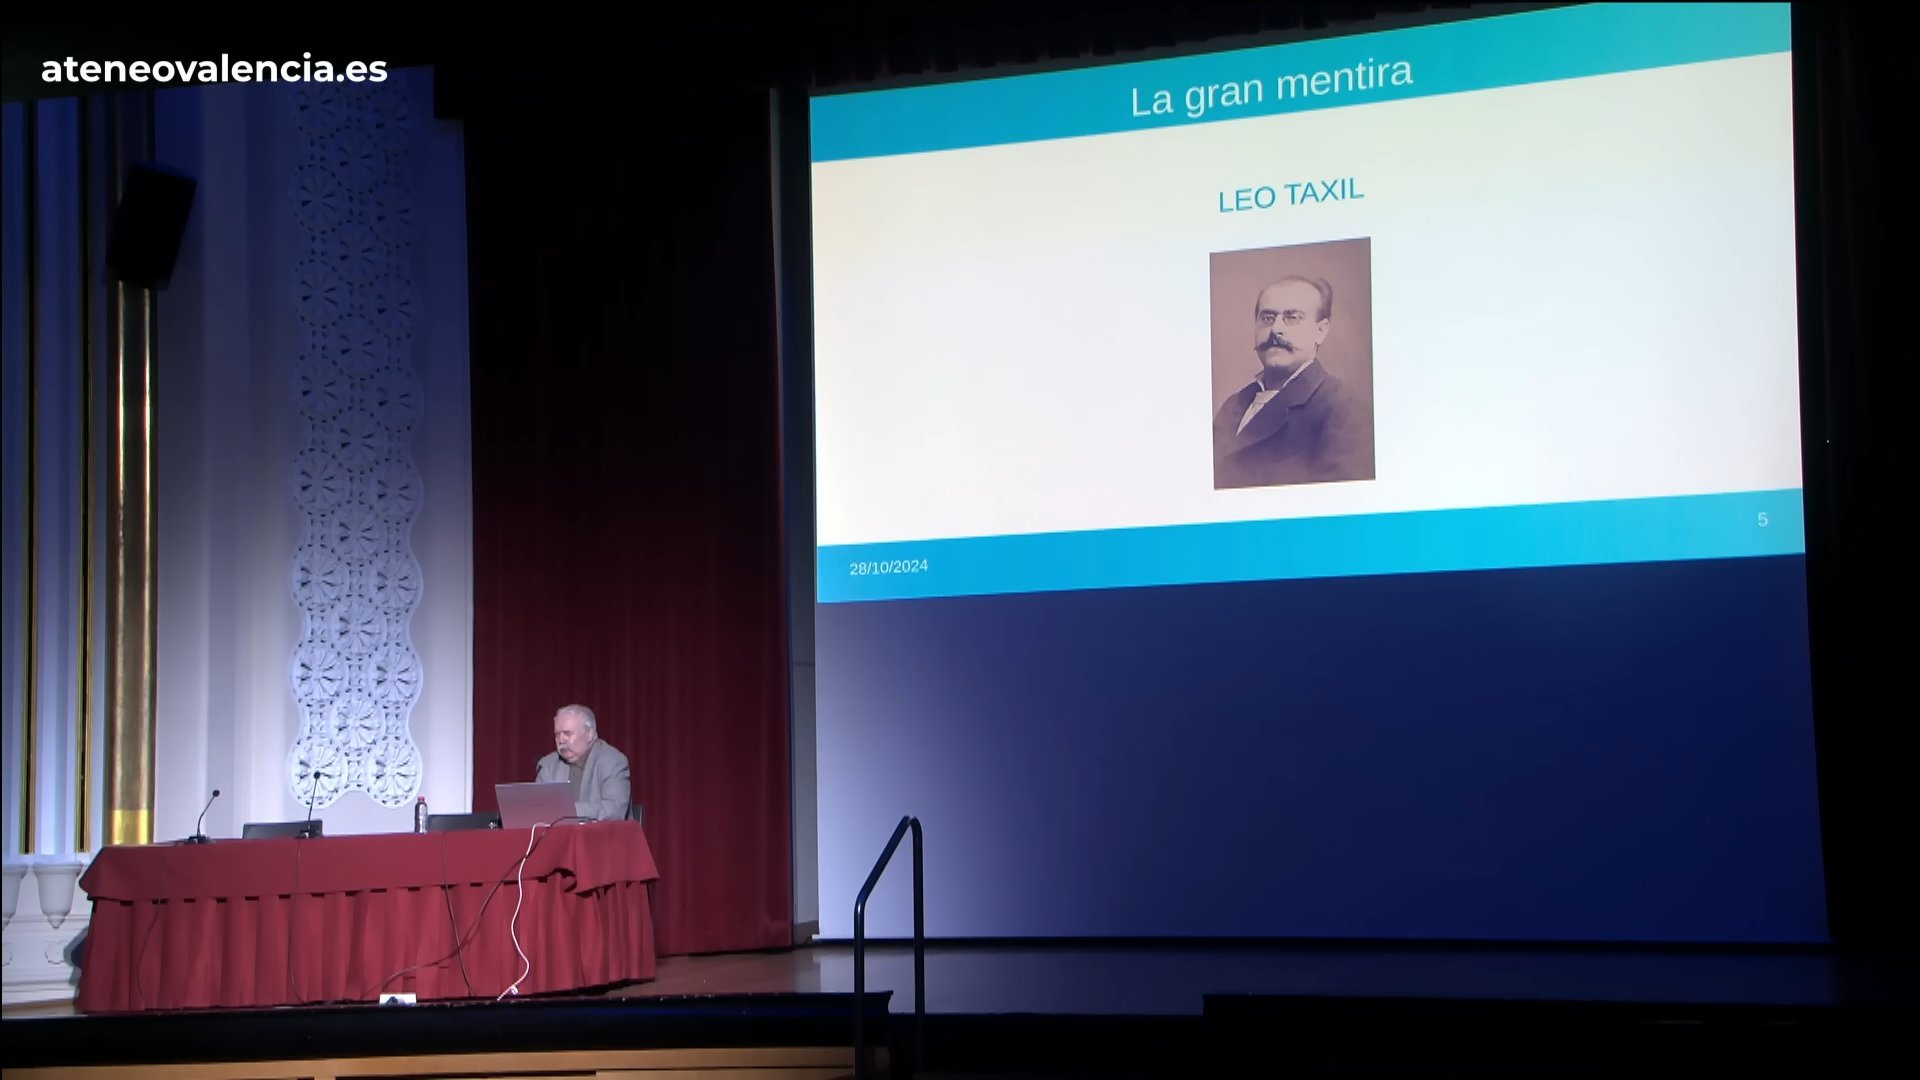 ateneovalencia.es
La gran mentira
LEO TAXIL
28/10/2024
5